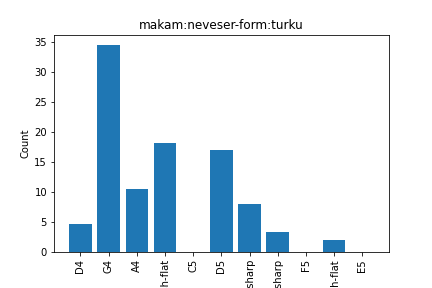 makam:neveser-form:turku
35
30
25
20
15
10
5
0
Count
D4
G4
A4
h-flat
C5
D5
sharp
sharp
F5
h-flat
E5